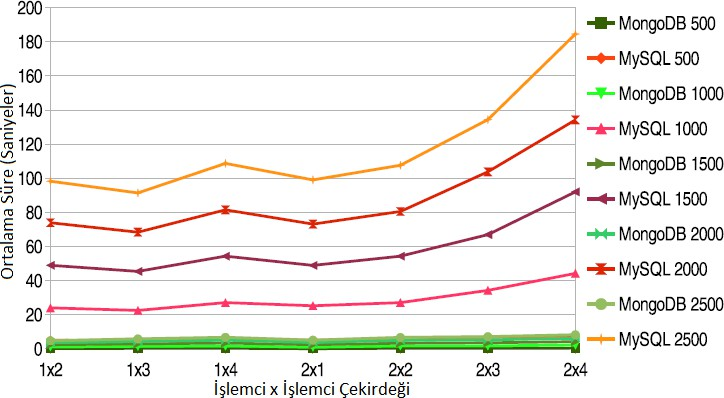 200
180
160
140
120
100
80
60
40
20
0
Ortalama Süre (Saniyeler)
1x2 1x3 1x4 2x1 2x2 2x3 2x4
İşlemci x İşlemci Çekirdeği
MongoDB 500
MySQL 500
MongoDB 1000
MySQL 1000
MongoDB 1500
MySQL 1500
MongoDB 2000
MySQL 2000
MongoDB 2500
MySQL 2500